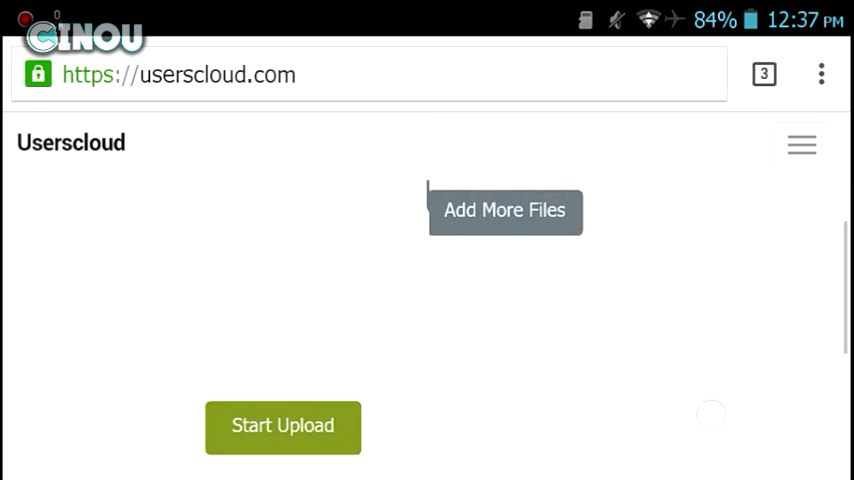 0
CINOU
84% 12:37 PM
https://userscloud.com
3
Userscloud
Add More Files
Start Upload